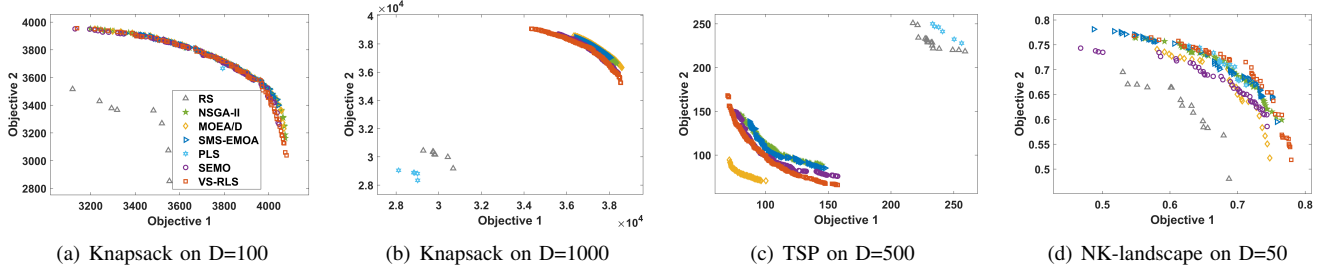 4000
3800
3600
3400
3200
3000
2800
Objective 2
3200
3400
3600
3800
4000
Objective 1
RS
NSGA-II
MOEA/D
SMS-EMOA
PLS
SEMO
VS-RLS
(a) Knapsack on D=100
×10⁴
4
3.8
3.6
3.4
3.2
3
2.8
Objective 2
2.8
3
3.2
3.4
3.6
3.8
×10⁴
Objective 1
(b) Knapsack on D=1000
250
200
150
100
Objective 2
100
150
200
250
Objective 1
(c) TSP on D=500
0.8
0.75
0.7
0.65
0.6
0.55
0.5
Objective 2
0.5
0.6
0.7
0.8
Objective 1
(d) NK-landscape on D=50